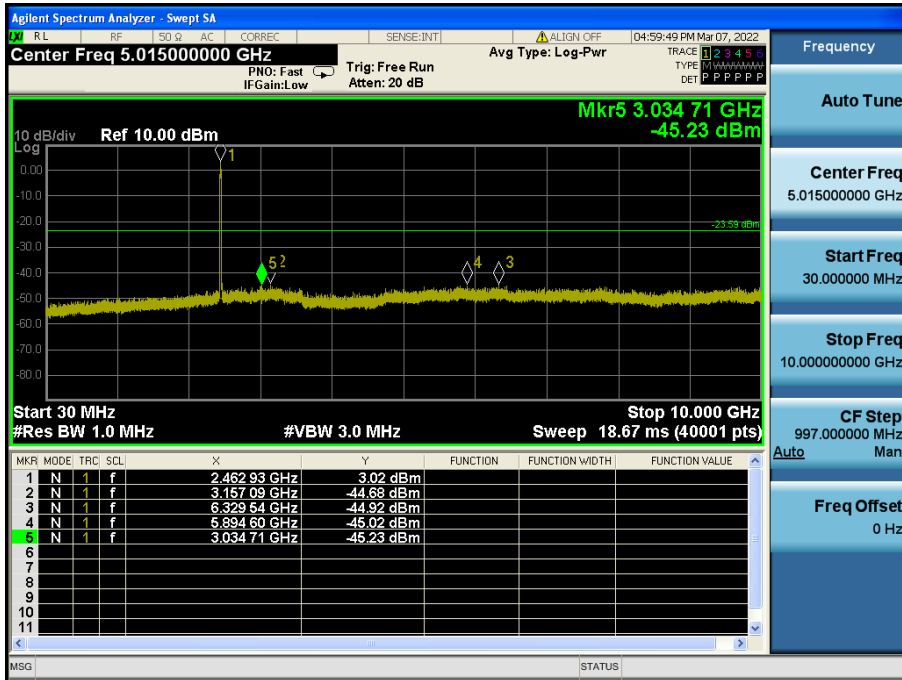 Agilent Spectrum Analyzer - Swept SA
LXI RL RF 50 Ω AC CORREC SENSE:INT ALIGN OFF 04:59:49 PM Mar 07, 2022
Center Freq 5.015000000 GHz
PNO: Fast
IFGain:Low
Trig: Free Run
Atten: 20 dB
Avg Type: Log-Pwr
TRACE 1 2 3 4 5 6
TYPE M WWWWW
DET P P P P P P
Mkr5 3.034 71 GHz
-45.23 dBm
10 dB/div Ref 10.00 dBm
Log
1
0.00
-10.0
-20.0
-23.59 dBm
-30.0
5 2 4 3
-40.0
-50.0
-60.0
-70.0
-80.0
Start 30 MHz Stop 10.000 GHz
#Res BW 1.0 MHz #VBW 3.0 MHz Sweep 18.67 ms (40001 pts)
MKR MODE TRC SCL X Y FUNCTION FUNCTION WIDTH FUNCTION VALUE
1 N 1 f 2.462 93 GHz 3.02 dBm
2 N 1 f 3.157 09 GHz -44.68 dBm
3 N 1 f 6.329 54 GHz -44.92 dBm
4 N 1 f 5.894 60 GHz -45.02 dBm
5 N 1 f 3.034 71 GHz -45.23 dBm
6
7
8
9
10
11
MSG STATUS
Frequency
Auto Tune
Center Freq
5.015000000 GHz
Start Freq
30.000000 MHz
Stop Freq
10.000000000 GHz
CF Step
997.000000 MHz
Auto Man
Freq Offset
0 Hz